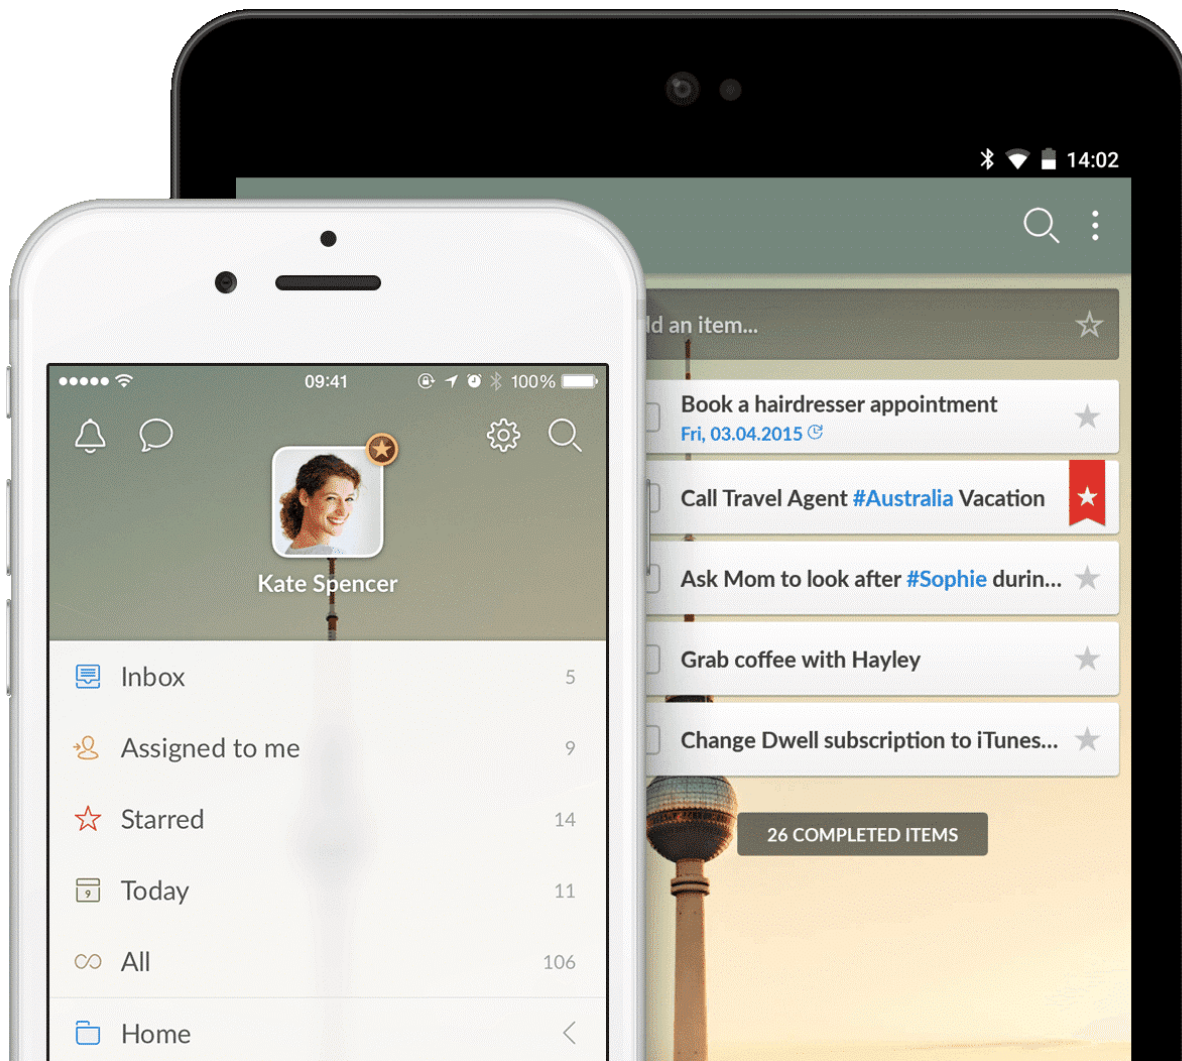 14:02
ld an item...
Book a hairdresser appointment
Fri, 03.04.2015
Call Travel Agent #Australia Vacation
Ask Mom to look after #Sophie durin...
Grab coffee with Hayley
Change Dwell subscription to iTunes...
26 COMPLETED ITEMS
09:41
100%
Kate Spencer
Inbox
5
Assigned to me
9
Starred
14
9
Today
11
All
106
Home